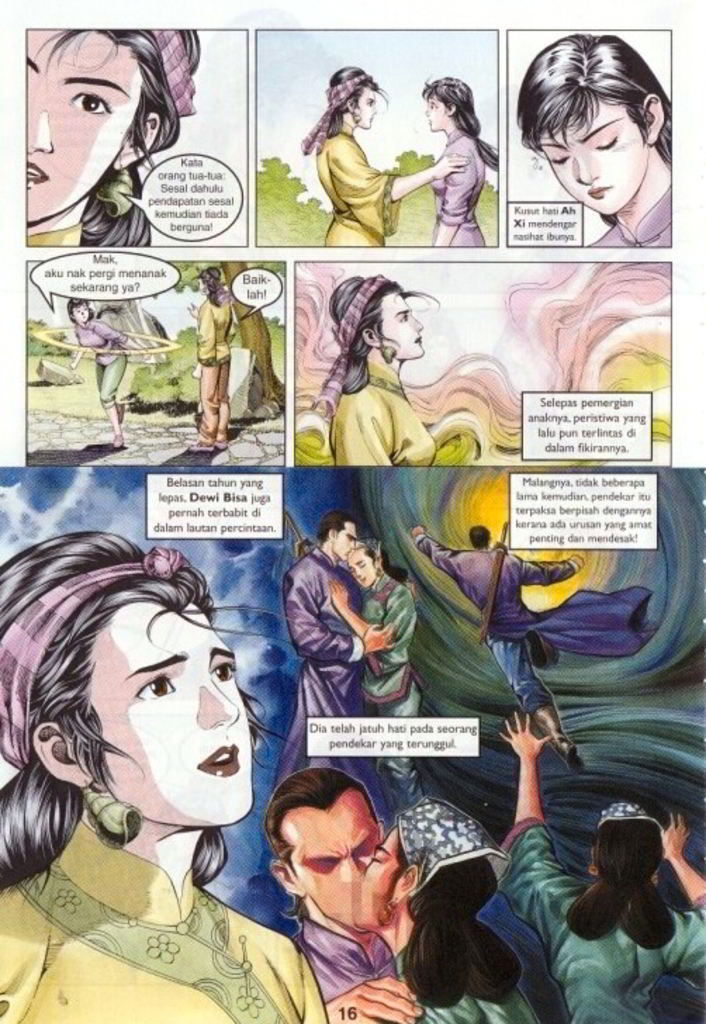 Kata
orang tua-tua:
Sesal dahulu
pendapatan sesal
kemudian tiada
berguna!
Kusut hati Ah
Xi mendengar
nasihat ibunya.
Mak,
aku nak pergi menanak
sekarang ya?
Baik-
lah!
Selepas pemergian
anaknya, peristiwa yang
lalu pun terlintas di
dalam fikirannya.
Belasan tahun yang
lepas, Dewi Bisa juga
pernah terbabit di
dalam lautan percintaan.
Malangnya, tidak beberapa
lama kemudian, pendekar itu
terpaksa berpisah dengannya
kerana ada urusan yang amat
penting dan mendesak!
Dia telah jatuh hati pada seorang
pendekar yang terunggul.
16